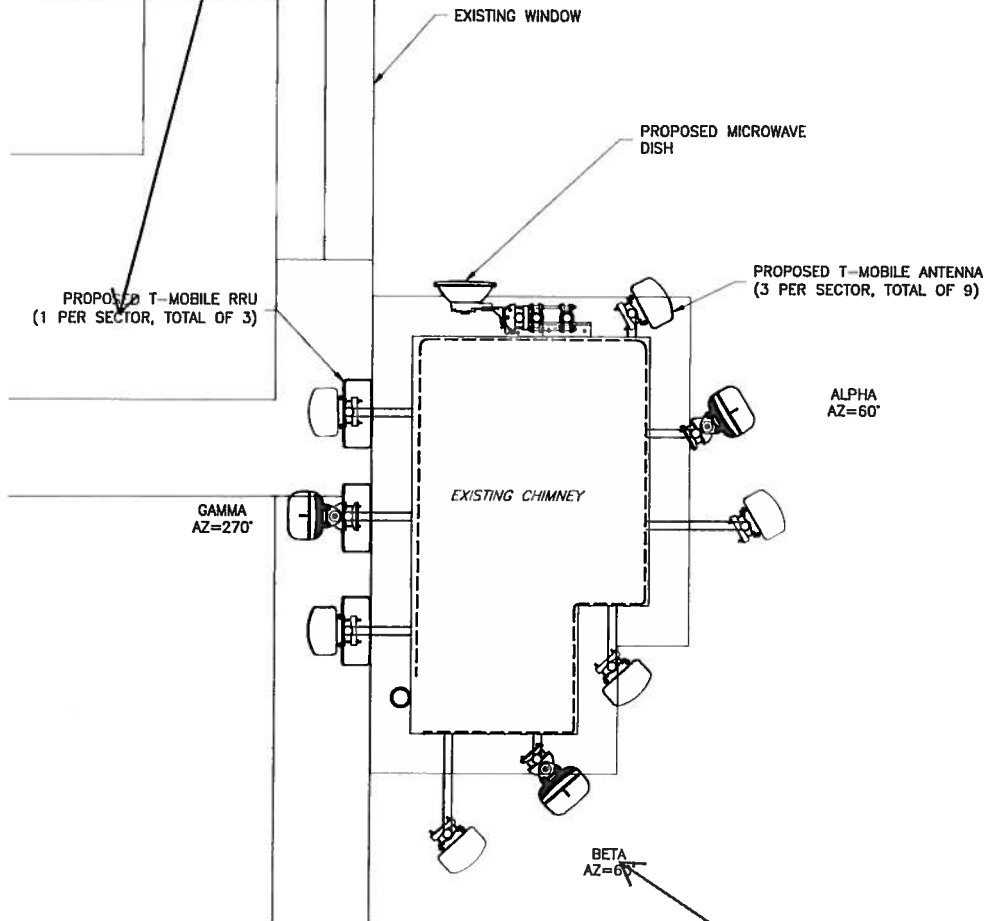 EXISTING WINDOW
PROPOSED MICROWAVE
DISH
PROPOSED T-MOBILE ANTENNA
(3 PER SECTOR, TOTAL OF 9)
PROPOSED T-MOBILE RRU
(1 PER SECTOR, TOTAL OF 3)
ALPHA
AZ=60°
EXISTING CHIMNEY
GAMMA
AZ=270°
BETA